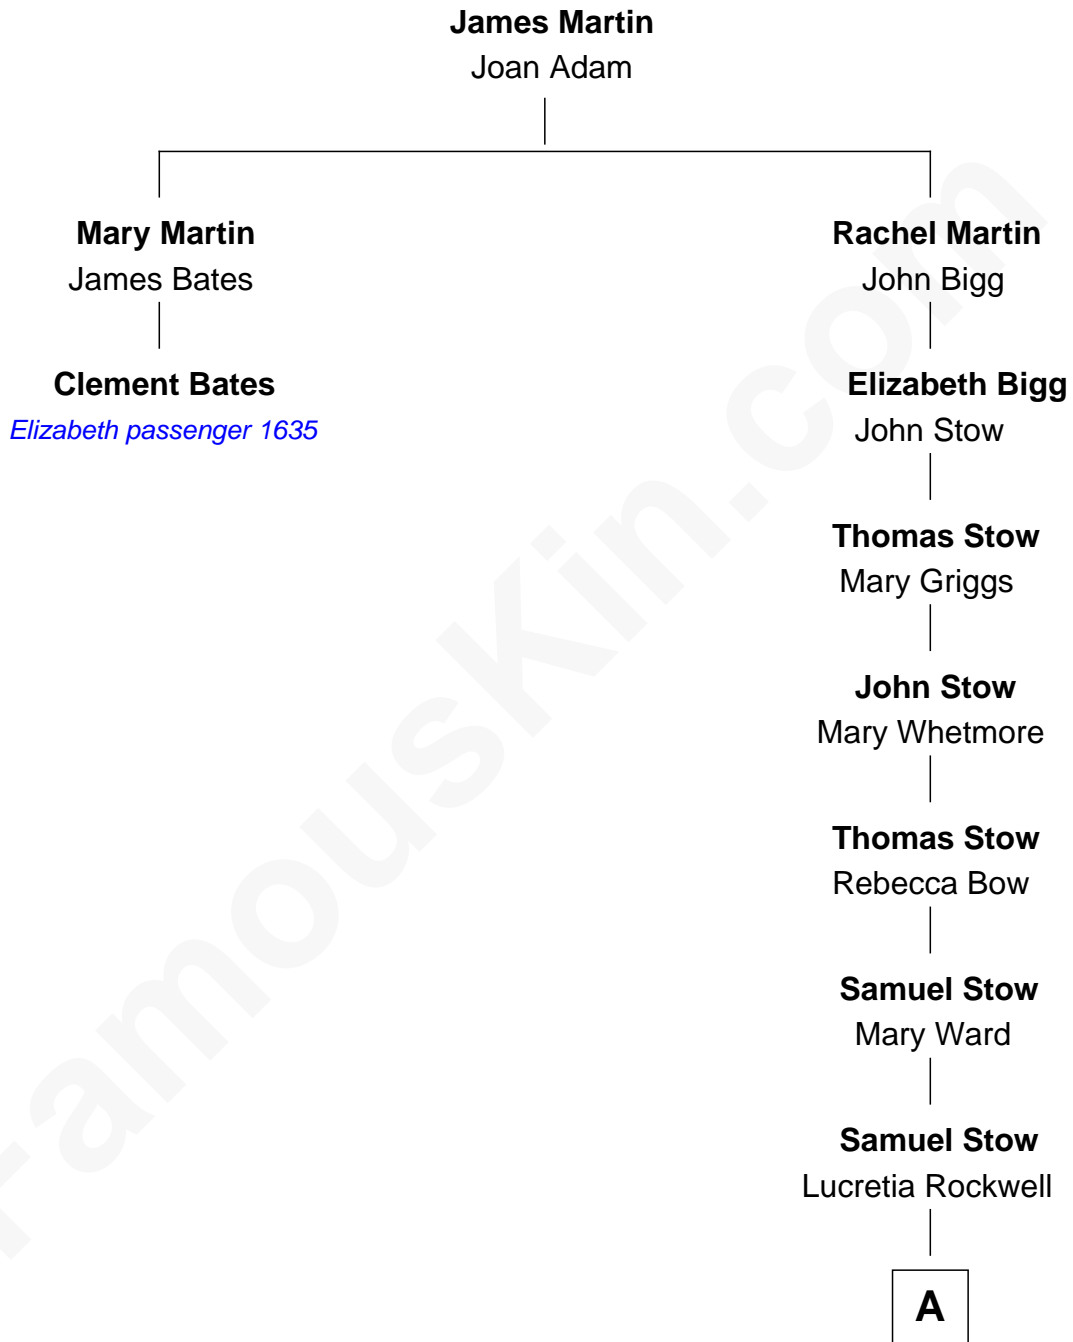 James Martin
Joan Adam
Mary Martin
James Bates
Clement Bates
Elizabeth passenger 1635
Rachel Martin
John Bigg
Elizabeth Bigg
John Stow
Thomas Stow
Mary Griggs
John Stow
Mary Whetmore
Thomas Stow
Rebecca Bow
Samuel Stow
Mary Ward
Samuel Stow
Lucretia Rockwell
A
FamousKin.com